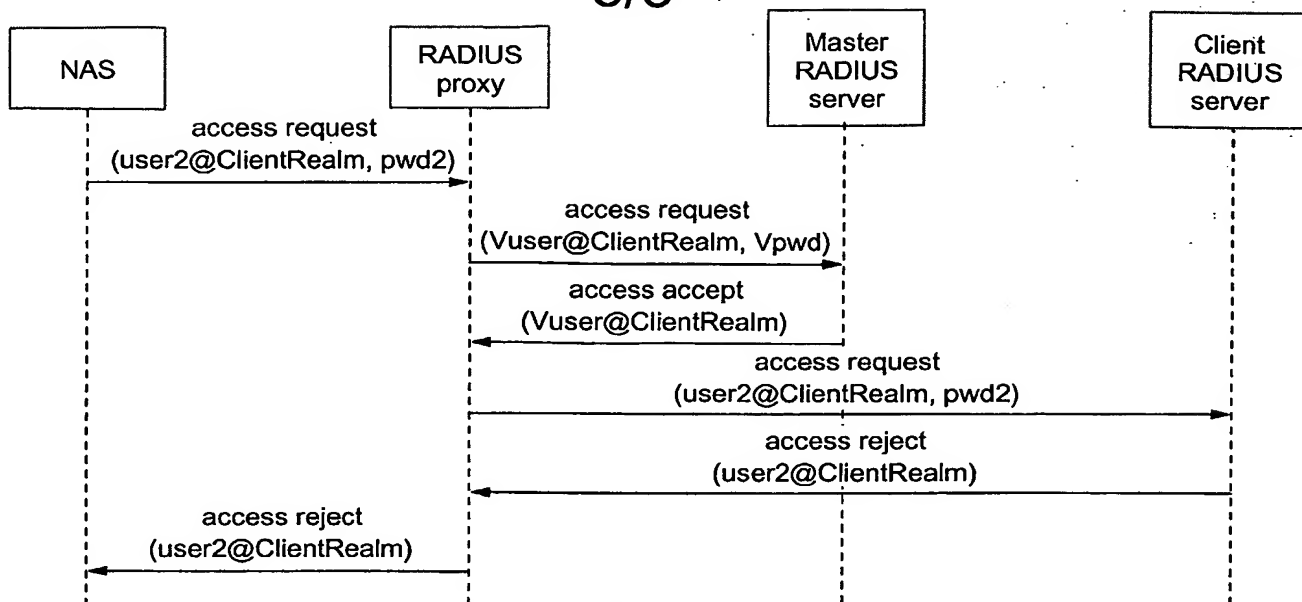 NAS
RADIUS
proxy
Master
RADIUS
server
Client
RADIUS
server
access request
(user2@ClientRealm, pwd2)
access request
(Vuser@ClientRealm, Vpwd)
access accept
(Vuser@ClientRealm)
access request
(user2@ClientRealm, pwd2)
access reject
(user2@ClientRealm)
access reject
(user2@ClientRealm)